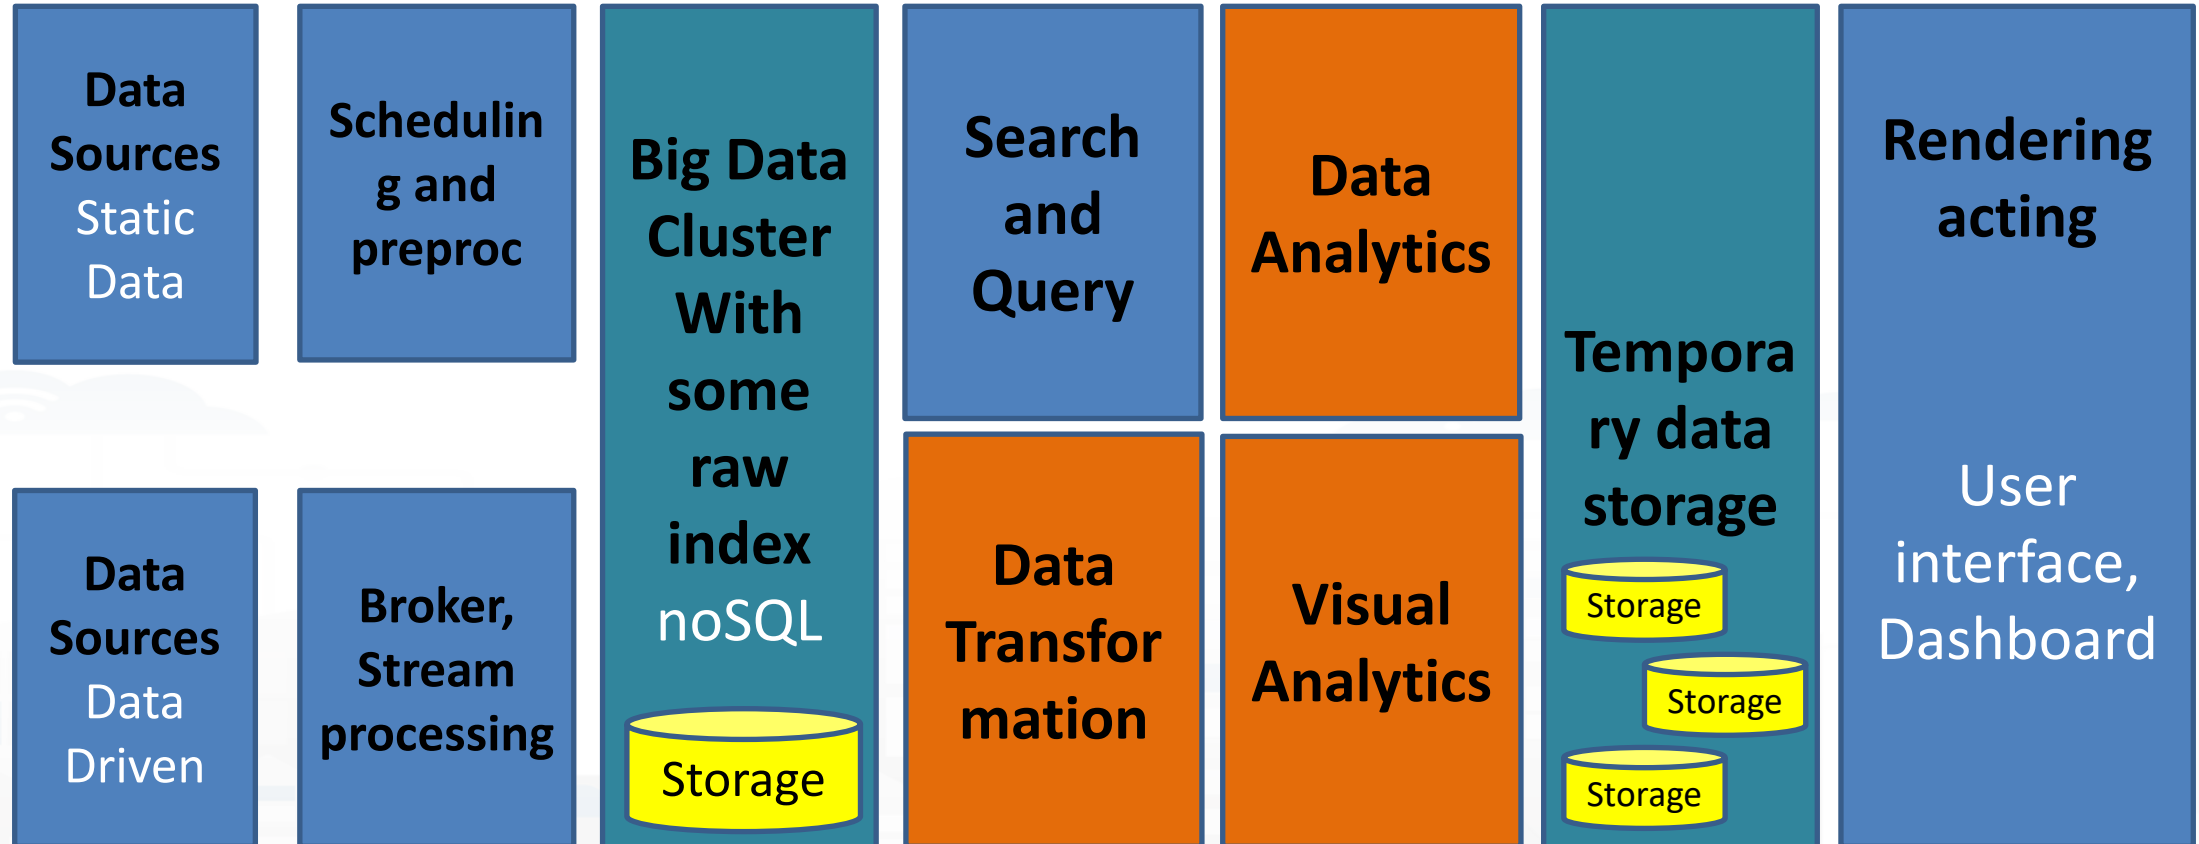 Data
Sources
Static
Data
Schedulin
g and
preproc
Data
Sources
Data
Driven
Broker,
Stream
processing
Big Data
Cluster
With
some
raw
index
noSQL
Storage
Search
and
Query
Data
Transfor
mation
Data
Analytics
Visual
Analytics
Tempora
ry data
storage
Storage
Storage
Storage
Rendering
acting
User
interface,
Dashboard